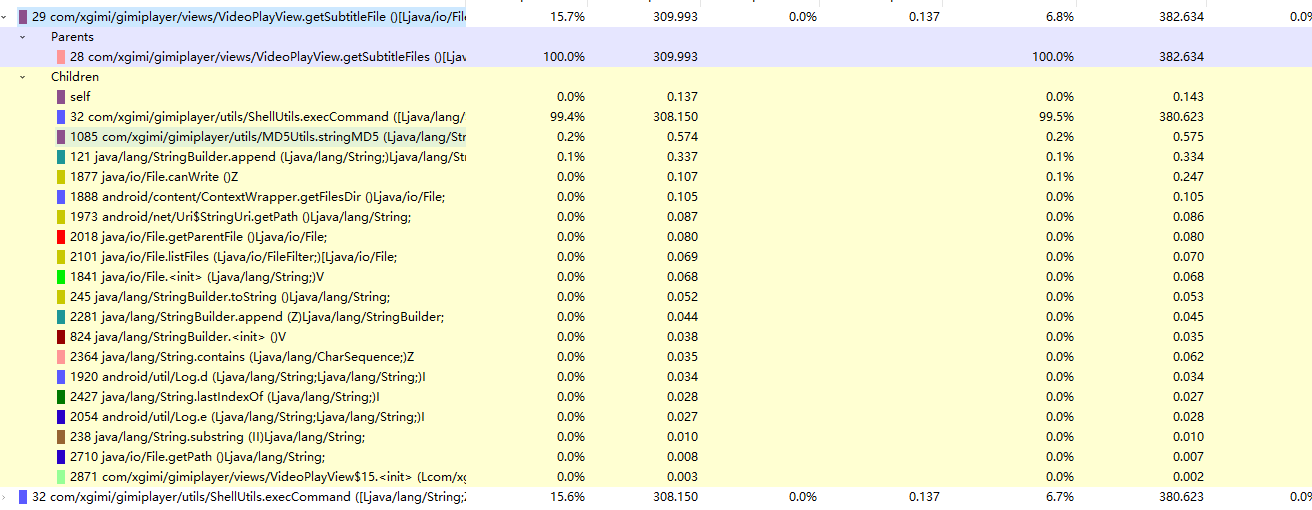 29 com/xgimi/gimiplayer/views/VideoPlayView.getSubtitleFile ()[Ljava/io/File 15.7% 309.993 0.0% 0.137 6.8% 382.634 0.0%
Parents
28 com/xgimi/gimiplayer/views/VideoPlayView.getSubtitleFiles ()[Ljav 100.0% 309.993 100.0% 382.634
Children
self 0.0% 0.137 0.0% 0.143
32 com/xgimi/gimiplayer/utils/ShellUtils.execCommand ([Ljava/lang/ 99.4% 308.150 99.5% 380.623
1085 com/xgimi/gimiplayer/utils/MD5Utils.stringMD5 (Ljava/lang/Str 0.2% 0.574 0.2% 0.575
121 java/lang/StringBuilder.append (Ljava/lang/String;)Ljava/lang/Str 0.1% 0.337 0.1% 0.334
1877 java/io/File.canWrite ()Z 0.0% 0.107 0.1% 0.247
1888 android/content/ContextWrapper.getFilesDir ()Ljava/io/File; 0.0% 0.105 0.0% 0.105
1973 android/net/Uri$StringUri.getPath ()Ljava/lang/String; 0.0% 0.087 0.0% 0.086
2018 java/io/File.getParentFile ()Ljava/io/File; 0.0% 0.080 0.0% 0.080
2101 java/io/File.listFiles (Ljava/io/FileFilter;)[Ljava/io/File; 0.0% 0.069 0.0% 0.070
1841 java/io/File.<init> (Ljava/lang/String;)V 0.0% 0.068 0.0% 0.068
245 java/lang/StringBuilder.toString ()Ljava/lang/String; 0.0% 0.052 0.0% 0.053
2281 java/lang/StringBuilder.append (Z)Ljava/lang/StringBuilder; 0.0% 0.044 0.0% 0.045
824 java/lang/StringBuilder.<init> ()V 0.0% 0.038 0.0% 0.035
2364 java/lang/String.contains (Ljava/lang/CharSequence;)Z 0.0% 0.035 0.0% 0.062
1920 android/util/Log.d (Ljava/lang/String;Ljava/lang/String;)I 0.0% 0.034 0.0% 0.034
2427 java/lang/String.lastIndexOf (Ljava/lang/String;)I 0.0% 0.028 0.0% 0.027
2054 android/util/Log.e (Ljava/lang/String;Ljava/lang/String;)I 0.0% 0.027 0.0% 0.028
238 java/lang/String.substring (II)Ljava/lang/String; 0.0% 0.010 0.0% 0.010
2710 java/io/File.getPath ()Ljava/lang/String; 0.0% 0.008 0.0% 0.007
2871 com/xgimi/gimiplayer/views/VideoPlayView$15.<init> (Lcom/xg 0.0% 0.003 0.0% 0.002
32 com/xgimi/gimiplayer/utils/ShellUtils.execCommand ([Ljava/lang/String;Z 15.6% 308.150 0.0% 0.137 6.7% 380.623 0.0%